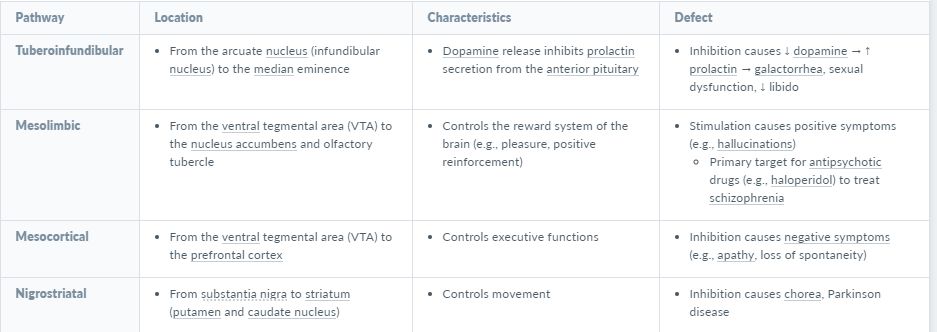 Pathway Location Characteristics Defect
Tuberoinfundibular
• From the arcuate nucleus (infundibular
nucleus) to the median eminence
• Dopamine release inhibits prolactin
secretion from the anterior pituitary
• Inhibition causes ↓ dopamine → ↑
prolactin → galactorrhea, sexual
dysfunction, ↓ libido
Mesolimbic
• From the ventral tegmental area (VTA) to
the nucleus accumbens and olfactory
tubercle
• Controls the reward system of the
brain (e.g., pleasure, positive
reinforcement)
• Stimulation causes positive symptoms
(e.g., hallucinations)
○ Primary target for antipsychotic
drugs (e.g., haloperidol) to treat
schizophrenia
Mesocortical
• From the ventral tegmental area (VTA) to
the prefrontal cortex
• Controls executive functions
• Inhibition causes negative symptoms
(e.g., apathy, loss of spontaneity)
Nigrostriatal
• From substantia nigra to striatum
(putamen and caudate nucleus)
• Controls movement
• Inhibition causes chorea, Parkinson
disease